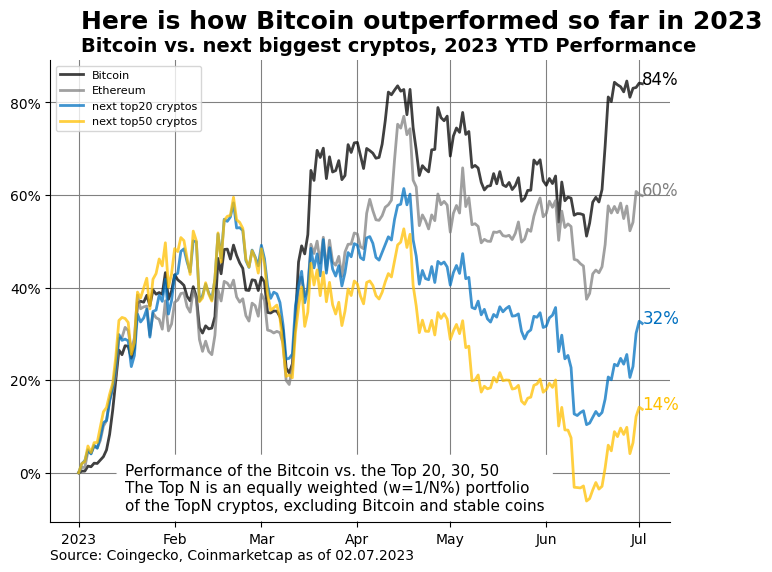 Here is how Bitcoin outperformed so far in 2023
Bitcoin vs. next biggest cryptos, 2023 YTD Performance
Bitcoin
Ethereum
next top20 cryptos
next top50 cryptos
84%
60%
32%
14%
80%
60%
40%
20%
0%
Performance of the Bitcoin vs. the Top 20, 30, 50
The Top N is an equally weighted (w=1/N%) portfolio
of the TopN cryptos, excluding Bitcoin and stable coins
2023 Feb Mar Apr May Jun Jul
Source: Coingecko, Coinmarketcap as of 02.07.2023